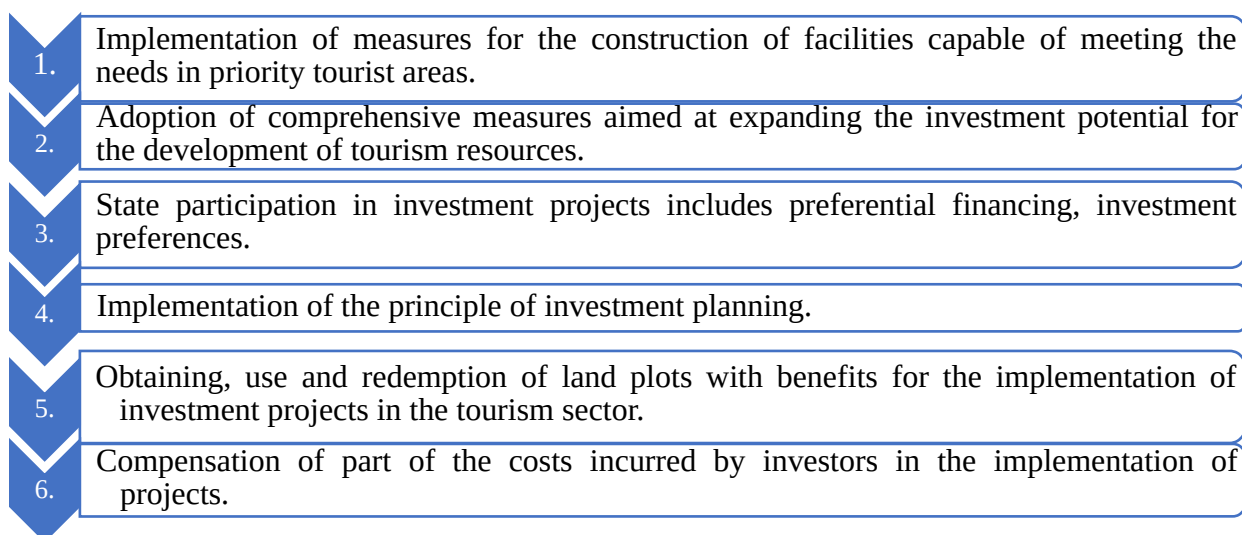 1.
Implementation of measures for the construction of facilities capable of meeting the
needs in priority tourist areas.
2.
Adoption of comprehensive measures aimed at expanding the investment potential for
the development of tourism resources.
3.
State participation in investment projects includes preferential financing, investment
preferences.
4.
Implementation of the principle of investment planning.
5.
Obtaining, use and redemption of land plots with benefits for the implementation of
investment projects in the tourism sector.
6.
Compensation of part of the costs incurred by investors in the implementation of
projects.